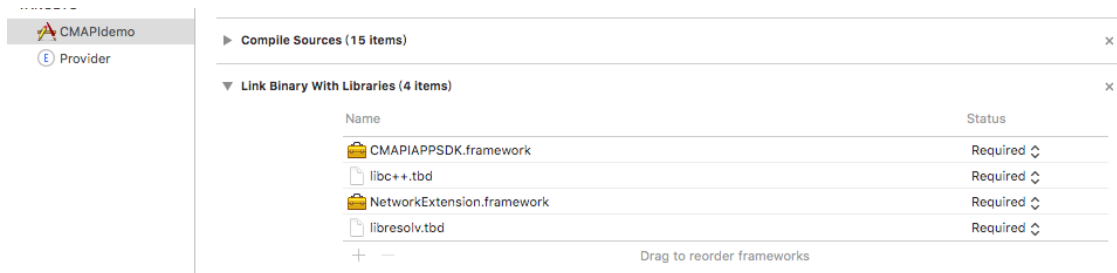 CMAPIdemo
Provider
Compile Sources (15 items)
Link Binary With Libraries (4 items)
Name Status
CMAPIAPPSDK.framework Required
libc++.tbd Required
NetworkExtension.framework Required
libresolv.tbd Required
Drag to reorder frameworks